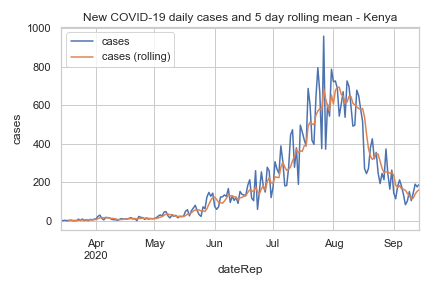 New COVID-19 daily cases and 5 day rolling mean - Kenya
cases
cases (rolling)
cases
1000
800
600
400
200
0
Apr
2020
May
Jun
Jul
Aug
Sep
dateRep